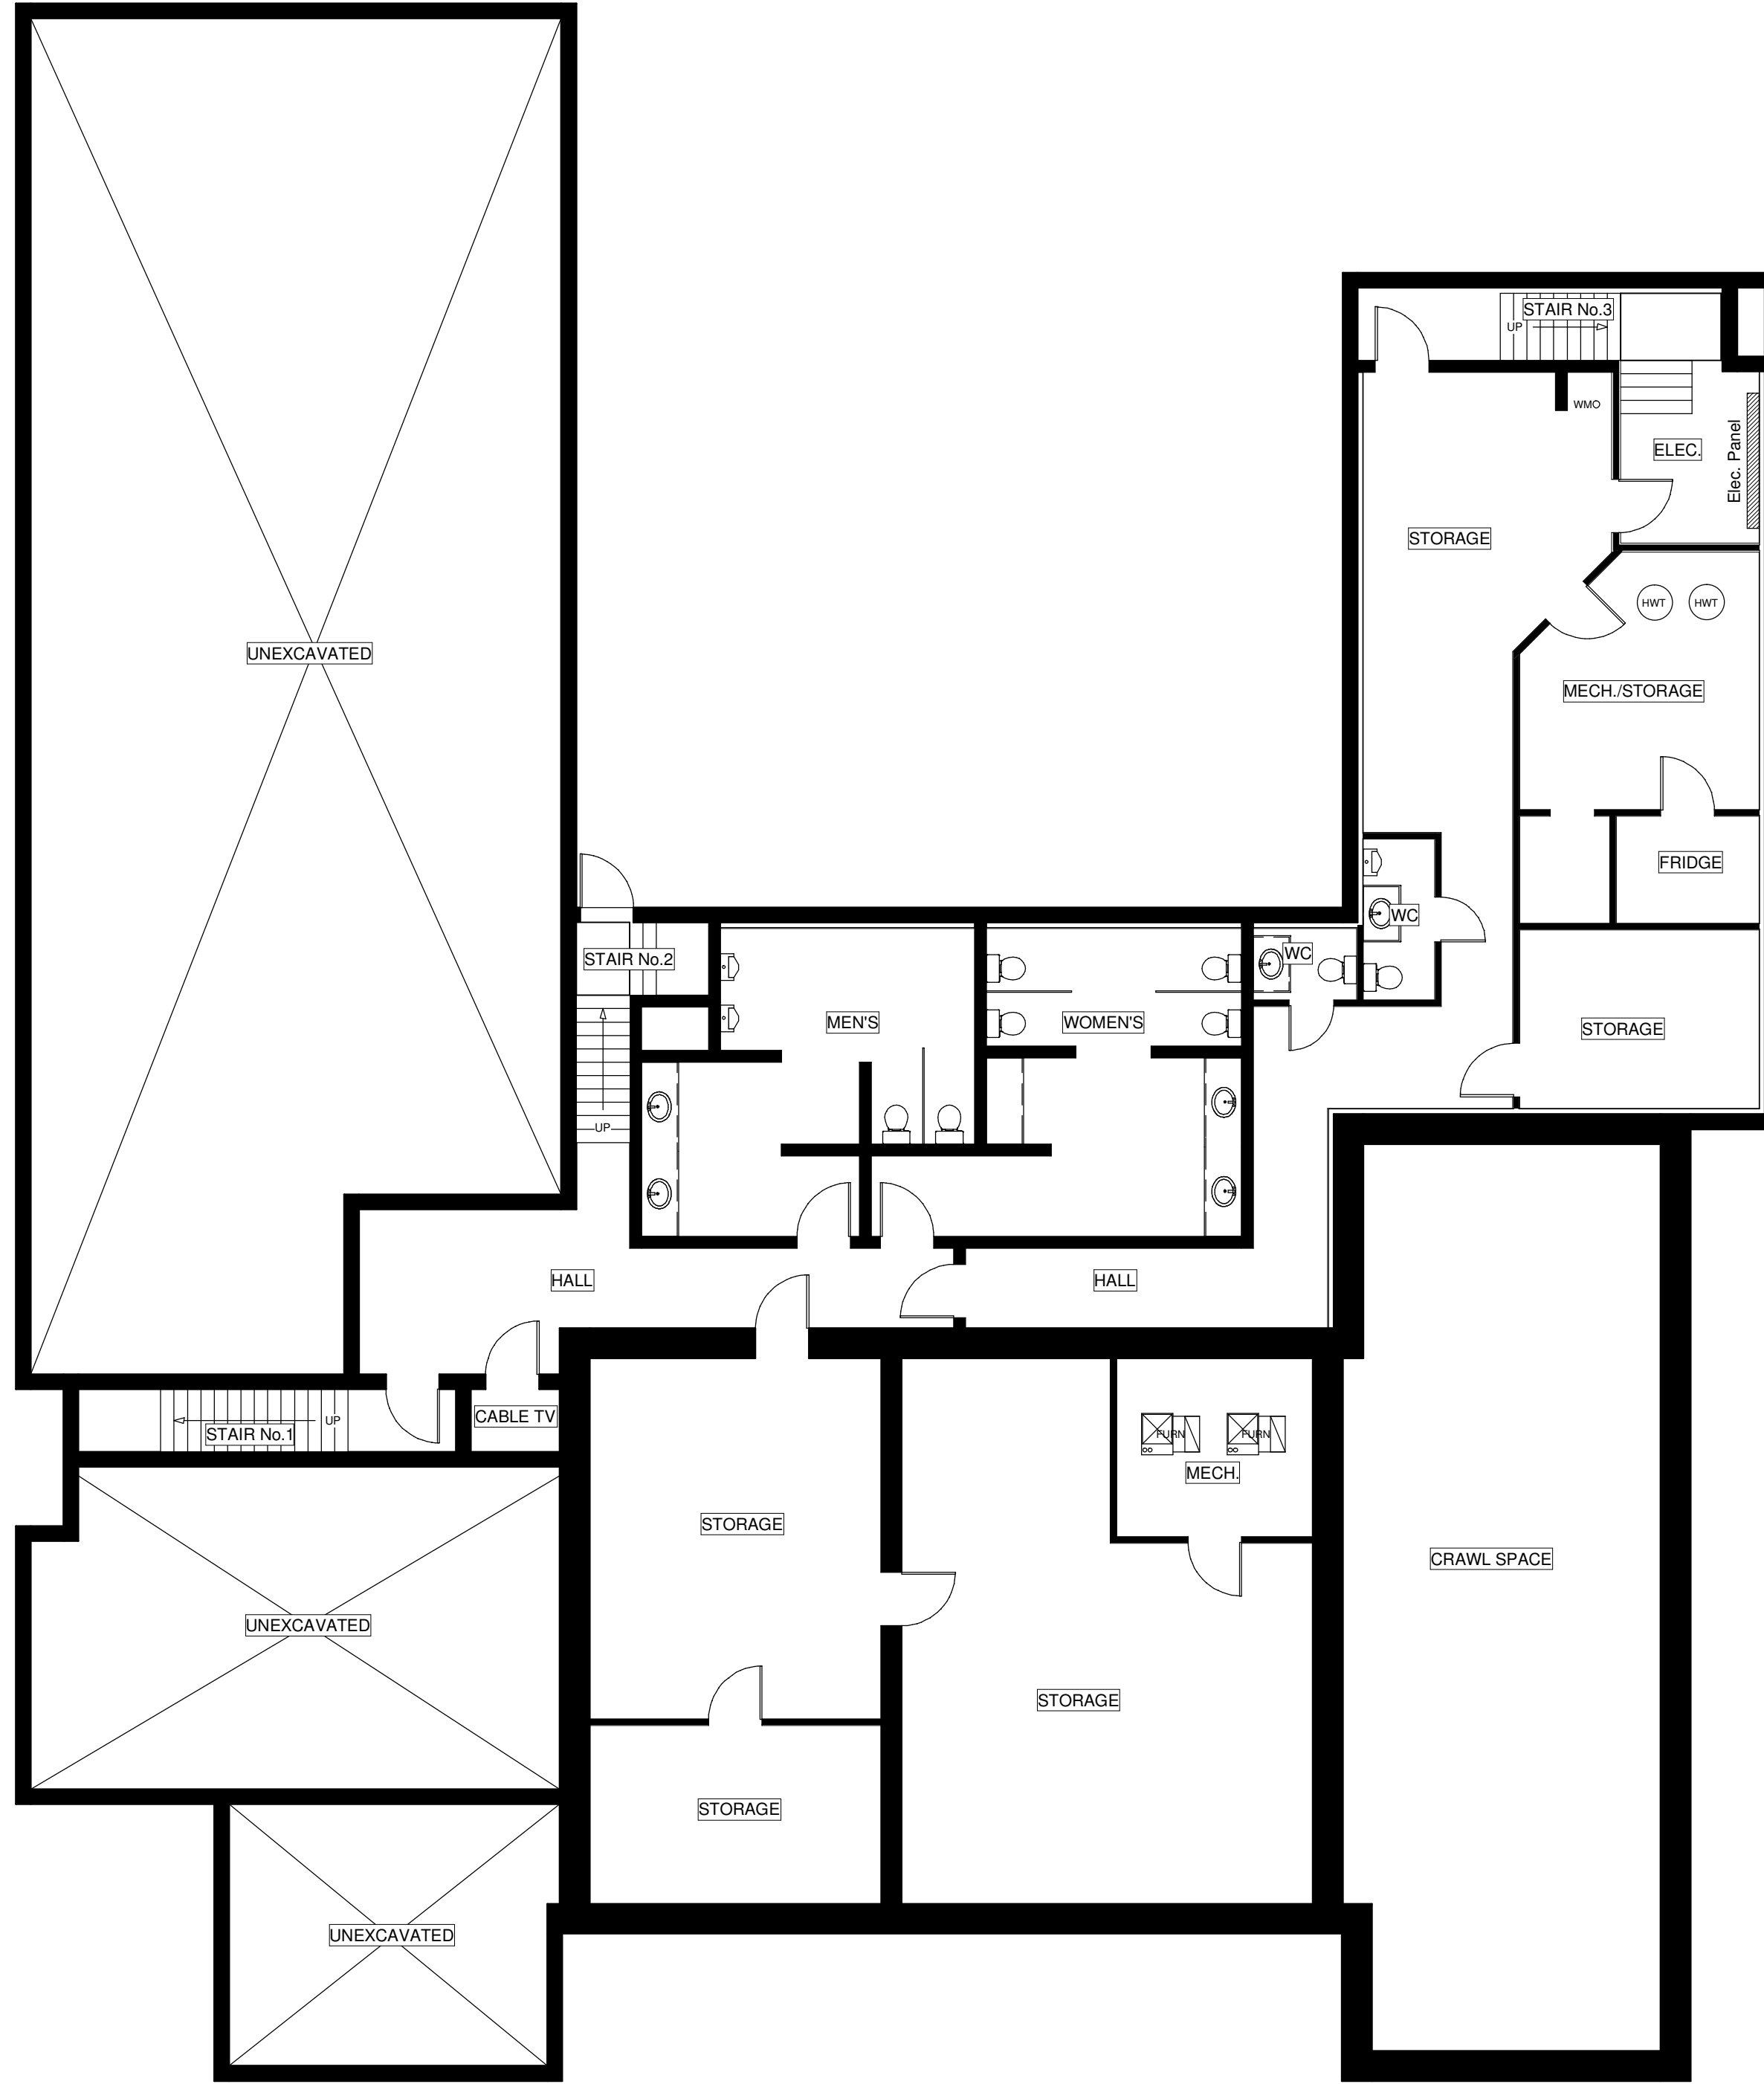 STAIR No.3
UP
WMO
ELEC.
Elec. Panel
STORAGE
HWT
HWT
UNEXCAVATED
MECH./STORAGE
FRIDGE
WC
WC
STAIR No.2
MEN'S
WOMEN'S
STORAGE
UP
HALL
HALL
CABLE TV
UP
STAIR No.1
FURN
FURN
MECH.
STORAGE
CRAWL SPACE
UNEXCAVATED
STORAGE
STORAGE
UNEXCAVATED